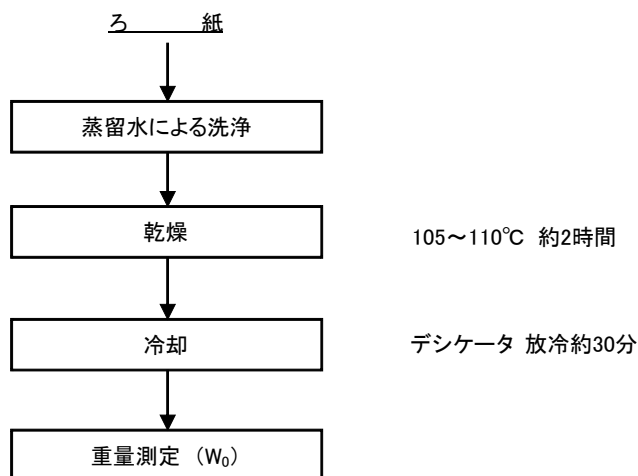 ろ　　　紙
蒸留水による洗浄
乾燥
105～110℃ 約2時間
冷却
デシケータ 放冷約30分
重量測定 （W₀）